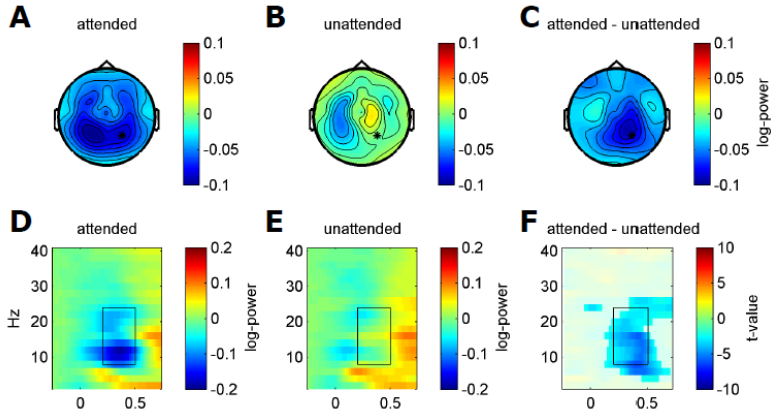 A attended B unattended C attended - unattended
0.1 0.1 0.1
0.05 0.05 0.05
0 0 0
-0.05 -0.05 -0.05
-0.1 -0.1 -0.1
log-power
D attended E unattended F attended - unattended
40 0.2 40 0.2 40 10
30 0.1 30 0.1 30 5
20 0 20 0 20 0
10 -0.1 10 -0.1 10 -5
-0.2 -0.2 -10
Hz log-power log-power t-value
0 0.5 0 0.5 0 0.5